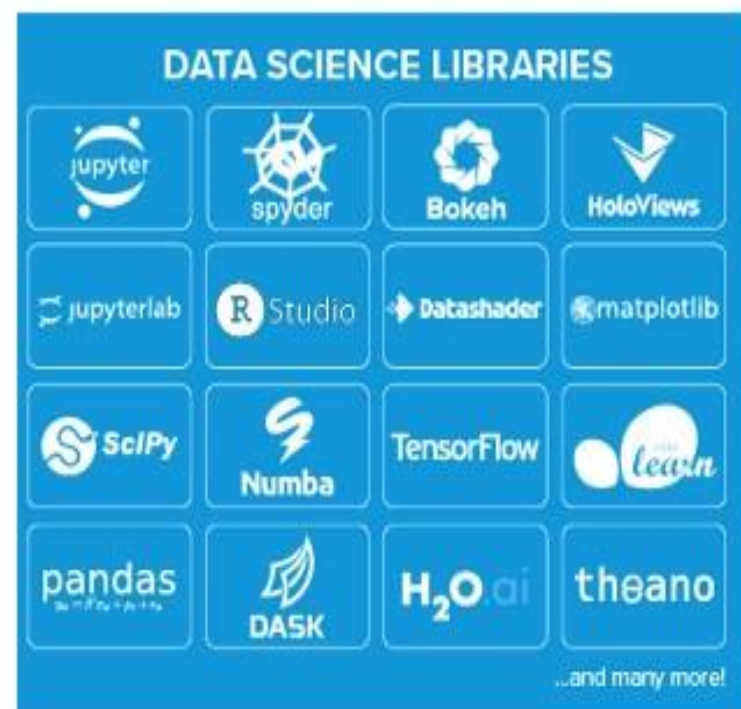 DATA SCIENCE LIBRARIES
jupyter
spyder
Bokeh
HoloViews
jupyterlab
R Studio
Datashader
matplotlib
SciPy
Numba
TensorFlow
learn
pandas
DASK
H₂O.ai
theano
...and many more!